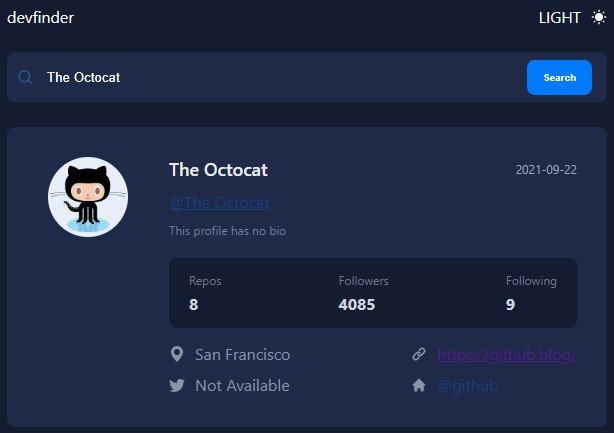 devfinder
LIGHT
The Octocat
Search
The Octocat
2021-09-22
@The Octocat
This profile has no bio
Repos Followers Following
8 4085 9
San Francisco https://github.blog/
Not Available @github